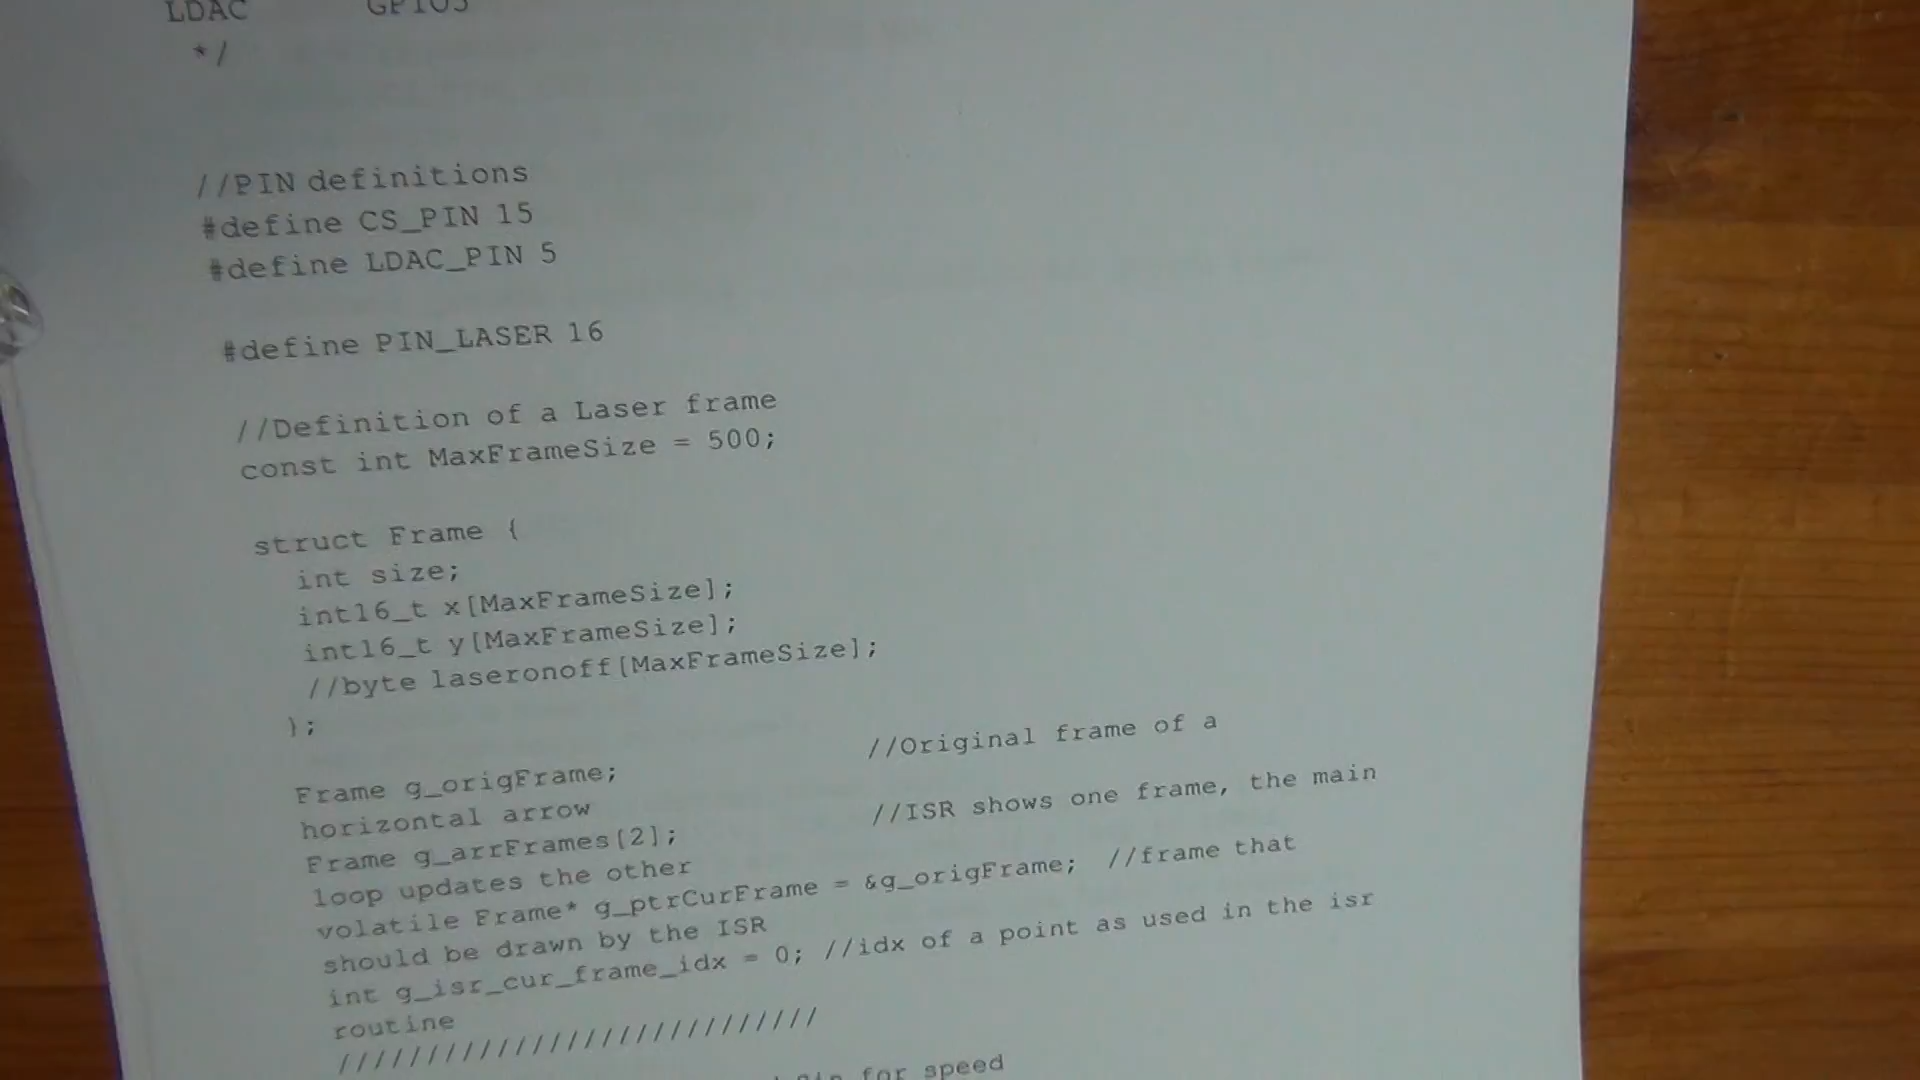 LDAC GPIO5
*/
//PIN definitions
#define CS_PIN 15
#define LDAC_PIN 5
#define PIN_LASER 16
//Definition of a Laser frame
const int MaxFrameSize = 500;
struct Frame {
int size;
int16_t x[MaxFrameSize];
int16_t y[MaxFrameSize];
//byte laseronoff[MaxFrameSize];
};
Frame g_origFrame; //Original frame of a
horizontal arrow
Frame g_arrFrames[2]; //ISR shows one frame, the main
loop updates the other
volatile Frame* g_ptrCurFrame = &g_origFrame; //frame that
should be drawn by the ISR
int g_isr_cur_frame_idx = 0; //idx of a point as used in the isr
routine
///////////////////////////
for speed